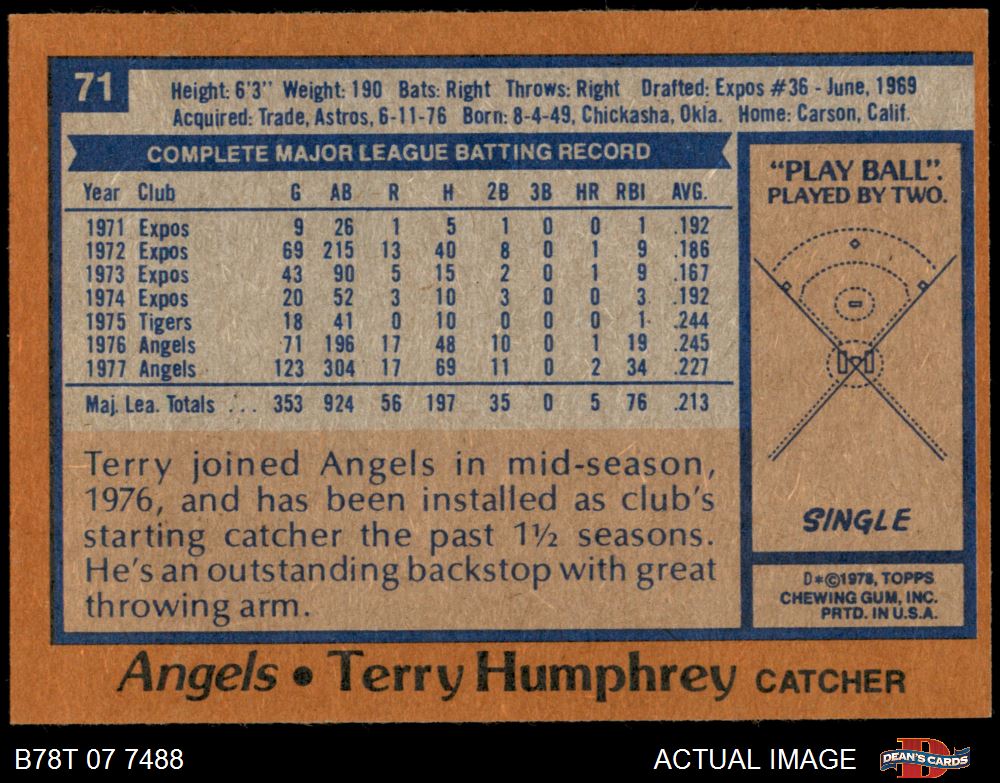 71
Height: 6'3" Weight: 190 Bats: Right Throws: Right Drafted: Expos #36 - June, 1969
Acquired: Trade, Astros, 6-11-76 Born: 8-4-49, Chickasha, Okla. Home: Carson, Calif.
COMPLETE MAJOR LEAGUE BATTING RECORD
Year Club G AB R H 2B 3B HR RBI AVG.
1971 Expos 9 26 1 5 1 0 0 1 .192
1972 Expos 69 215 13 40 8 0 1 9 .186
1973 Expos 43 90 5 15 2 0 1 9 .167
1974 Expos 20 52 3 10 3 0 0 3 .192
1975 Tigers 18 41 0 10 0 0 0 1 .244
1976 Angels 71 196 17 48 10 0 1 19 .245
1977 Angels 123 304 17 69 11 0 2 34 .227
Maj. Lea. Totals ... 353 924 56 197 35 0 5 76 .213
Terry joined Angels in mid-season,
1976, and has been installed as club's
starting catcher the past 1½ seasons.
He's an outstanding backstop with great
throwing arm.
"PLAY BALL".
PLAYED BY TWO.
SINGLE
D*©1978, TOPPS
CHEWING GUM, INC.
PRTD. IN U.S.A.
Angels • Terry Humphrey CATCHER
B78T 07 7488
ACTUAL IMAGE
DEAN'S CARDS